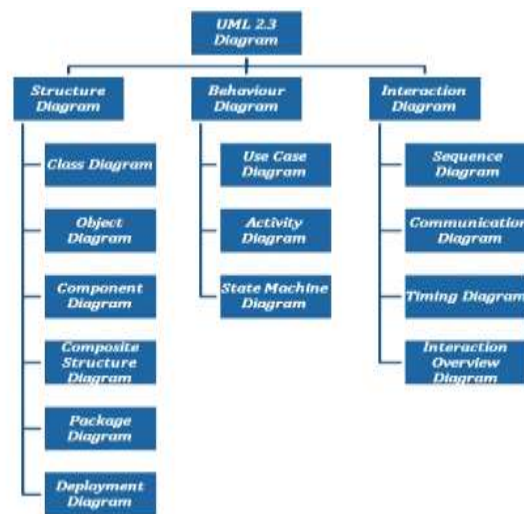 UML 2.3
Diagram
Structure
Diagram
Class Diagram
Object
Diagram
Component
Diagram
Composite
Structure
Diagram
Package
Diagram
Deployment
Diagram
Behaviour
Diagram
Use Case
Diagram
Activity
Diagram
State Machine
Diagram
Interaction
Diagram
Sequence
Diagram
Communication
Diagram
Timing Diagram
Interaction
Overview
Diagram